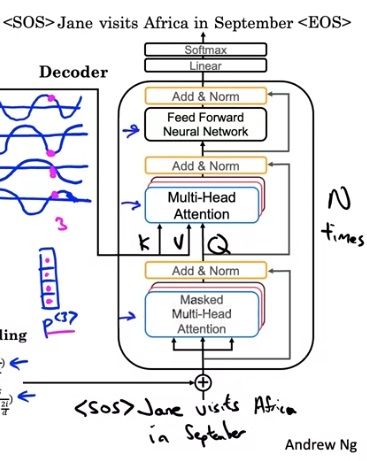 <SOS> Jane visits Africa in September <EOS>
Softmax
Linear
Decoder
Add & Norm
Feed Forward
Neural Network
Add & Norm
Multi-Head
Attention
N
times
3
K V Q
Add & Norm
Masked
Multi-Head
Attention
p<3>
<SOS> Jane visits Africa
in September
Andrew Ng